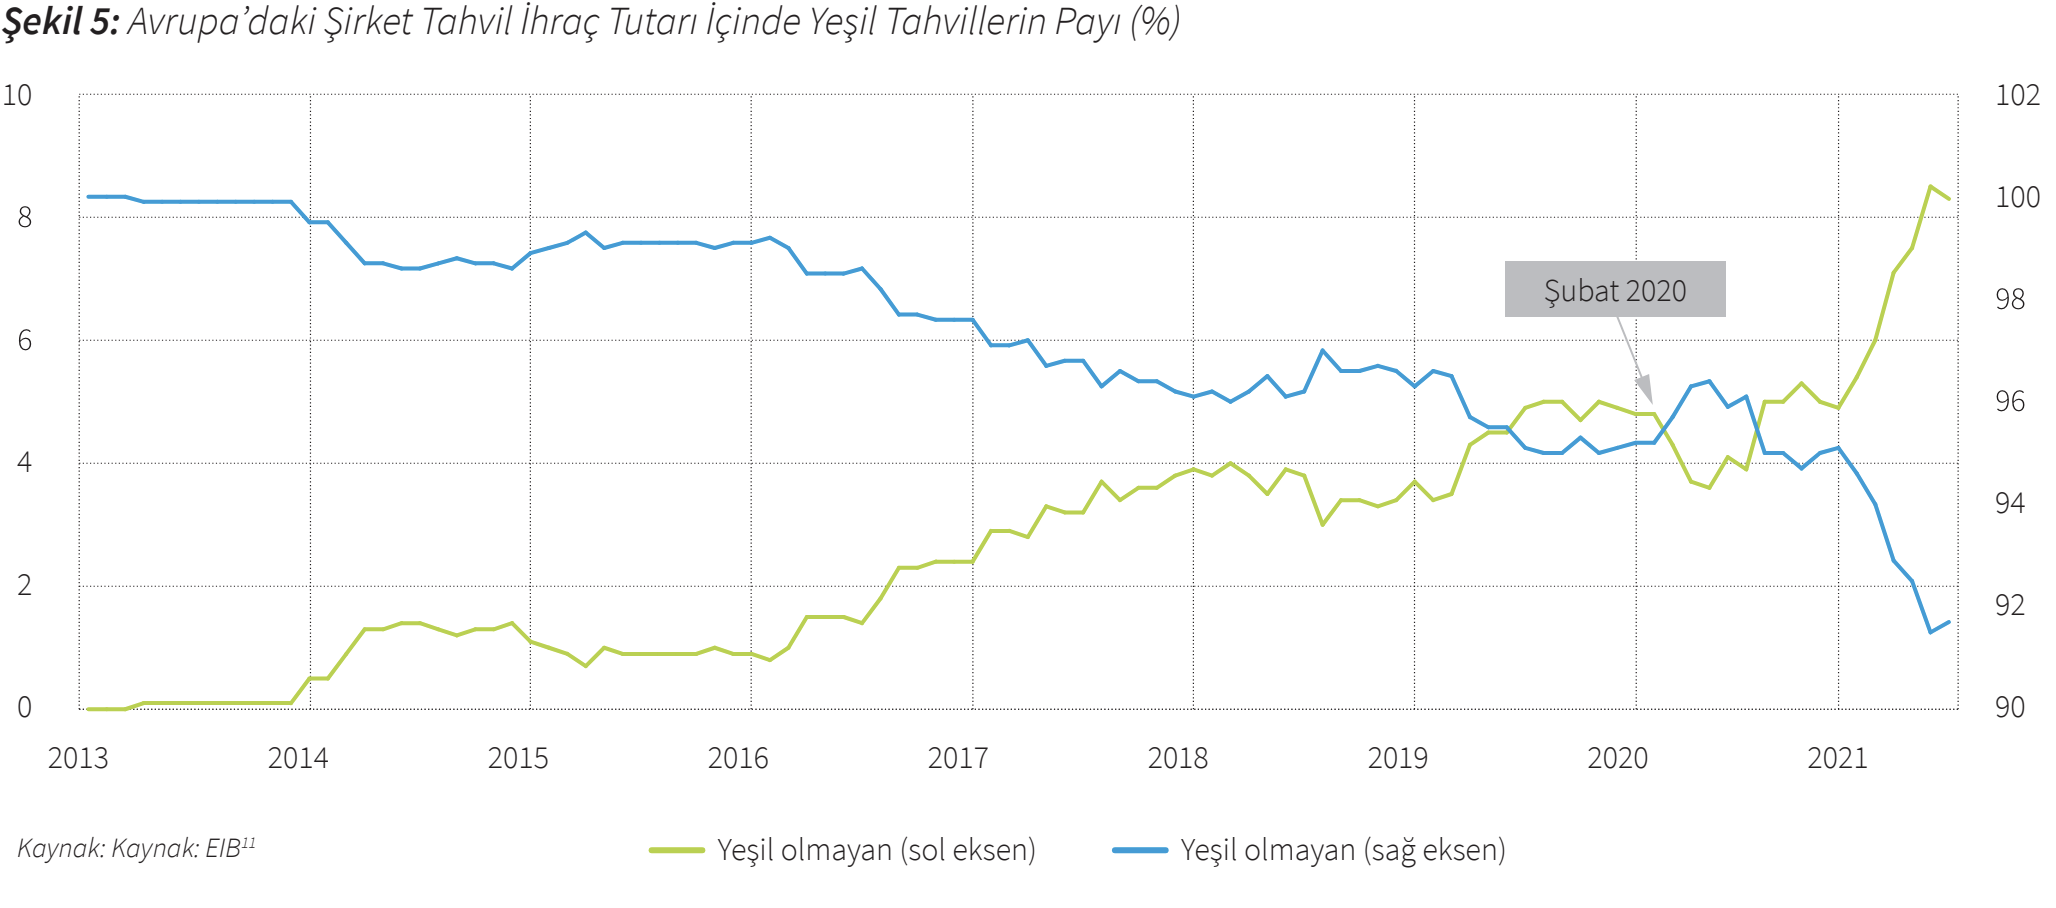 Şekil 5: Avrupa’daki Şirket Tahvil İhraç Tutarı İçinde Yeşil Tahvillerin Payı (%)
10 102
8 100
6 98
4 96
2 94
0 92
90
Şubat 2020
2013 2014 2015 2016 2017 2018 2019 2020 2021
Kaynak: Kaynak: EIB¹¹ Yeşil olmayan (sol eksen) Yeşil olmayan (sağ eksen)